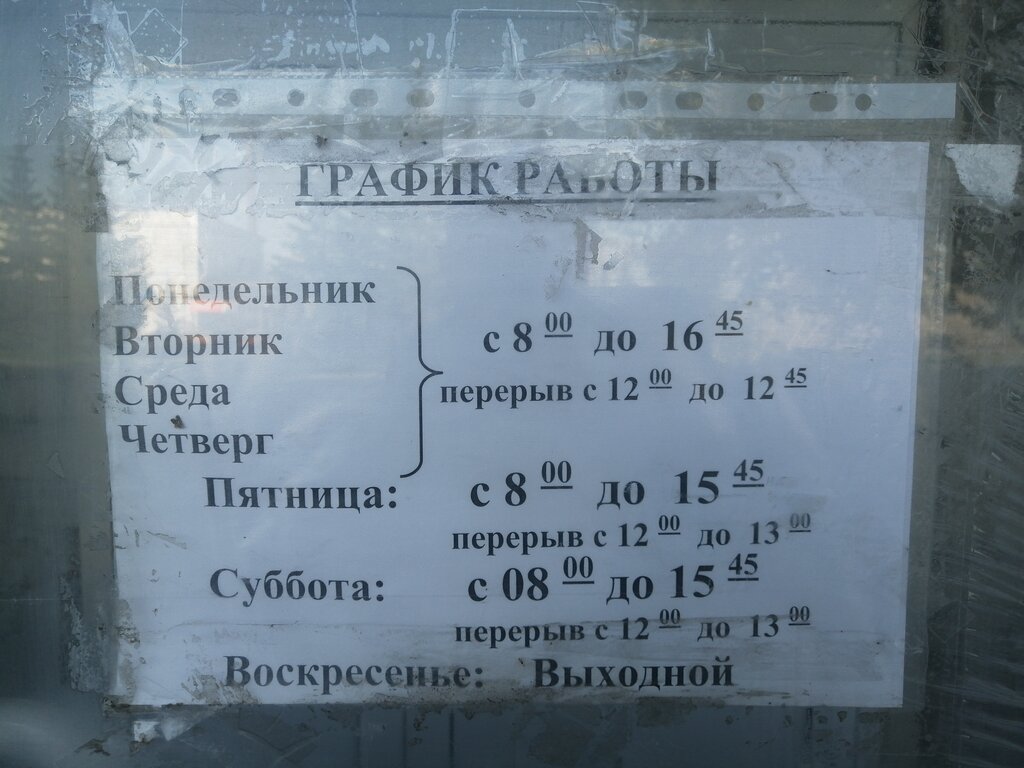 ГРАФИК РАБОТЫ
Понедельник
Вторник
Среда
Четверг
с 8 00 до 16 45
перерыв с 12 00 до 12 45
Пятница: с 8 00 до 15 45
перерыв с 12 00 до 13 00
Суббота: с 08 00 до 15 45
перерыв с 12 00 до 13 00
Воскресенье: Выходной